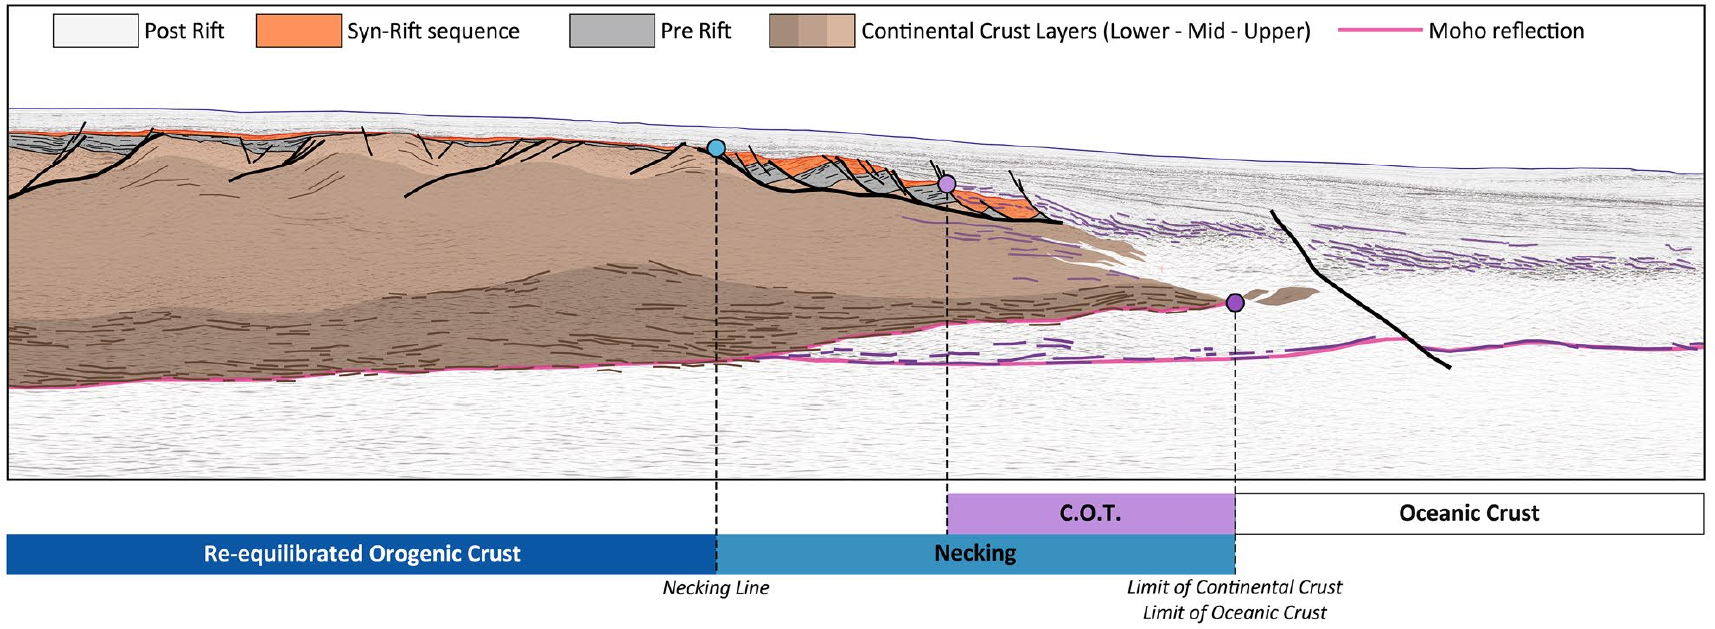 Post Rift
Syn-Rift sequence
Pre Rift
Continental Crust Layers (Lower - Mid - Upper)
Moho reflection
C.O.T.
Oceanic Crust
Re-equilibrated Orogenic Crust
Necking
Necking Line
Limit of Continental Crust
Limit of Oceanic Crust